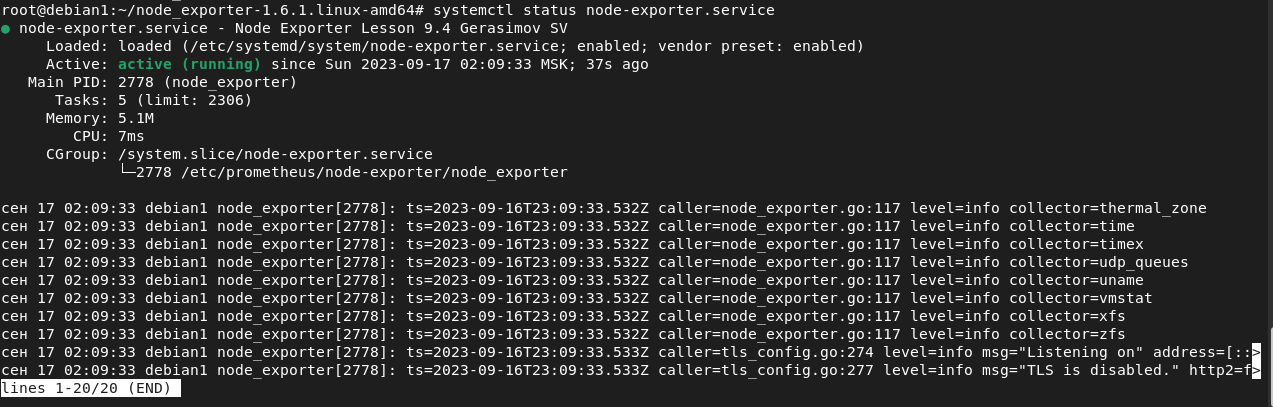 root@debian1:~/node_exporter-1.6.1.linux-amd64# systemctl status node-exporter.service
● node-exporter.service - Node Exporter Lesson 9.4 Gerasimov SV
     Loaded: loaded (/etc/systemd/system/node-exporter.service; enabled; vendor preset: enabled)
     Active: active (running) since Sun 2023-09-17 02:09:33 MSK; 37s ago
   Main PID: 2778 (node_exporter)
      Tasks: 5 (limit: 2306)
     Memory: 5.1M
        CPU: 7ms
     CGroup: /system.slice/node-exporter.service
             └─2778 /etc/prometheus/node-exporter/node_exporter
сен 17 02:09:33 debian1 node_exporter[2778]: ts=2023-09-16T23:09:33.532Z caller=node_exporter.go:117 level=info collector=thermal_zone
сен 17 02:09:33 debian1 node_exporter[2778]: ts=2023-09-16T23:09:33.532Z caller=node_exporter.go:117 level=info collector=time
сен 17 02:09:33 debian1 node_exporter[2778]: ts=2023-09-16T23:09:33.532Z caller=node_exporter.go:117 level=info collector=timex
сен 17 02:09:33 debian1 node_exporter[2778]: ts=2023-09-16T23:09:33.532Z caller=node_exporter.go:117 level=info collector=udp_queues
сен 17 02:09:33 debian1 node_exporter[2778]: ts=2023-09-16T23:09:33.532Z caller=node_exporter.go:117 level=info collector=uname
сен 17 02:09:33 debian1 node_exporter[2778]: ts=2023-09-16T23:09:33.532Z caller=node_exporter.go:117 level=info collector=vmstat
сен 17 02:09:33 debian1 node_exporter[2778]: ts=2023-09-16T23:09:33.532Z caller=node_exporter.go:117 level=info collector=xfs
сен 17 02:09:33 debian1 node_exporter[2778]: ts=2023-09-16T23:09:33.532Z caller=node_exporter.go:117 level=info collector=zfs
сен 17 02:09:33 debian1 node_exporter[2778]: ts=2023-09-16T23:09:33.533Z caller=tls_config.go:274 level=info msg="Listening on" address=[::>
сен 17 02:09:33 debian1 node_exporter[2778]: ts=2023-09-16T23:09:33.533Z caller=tls_config.go:277 level=info msg="TLS is disabled." http2=f>
lines 1-20/20 (END)